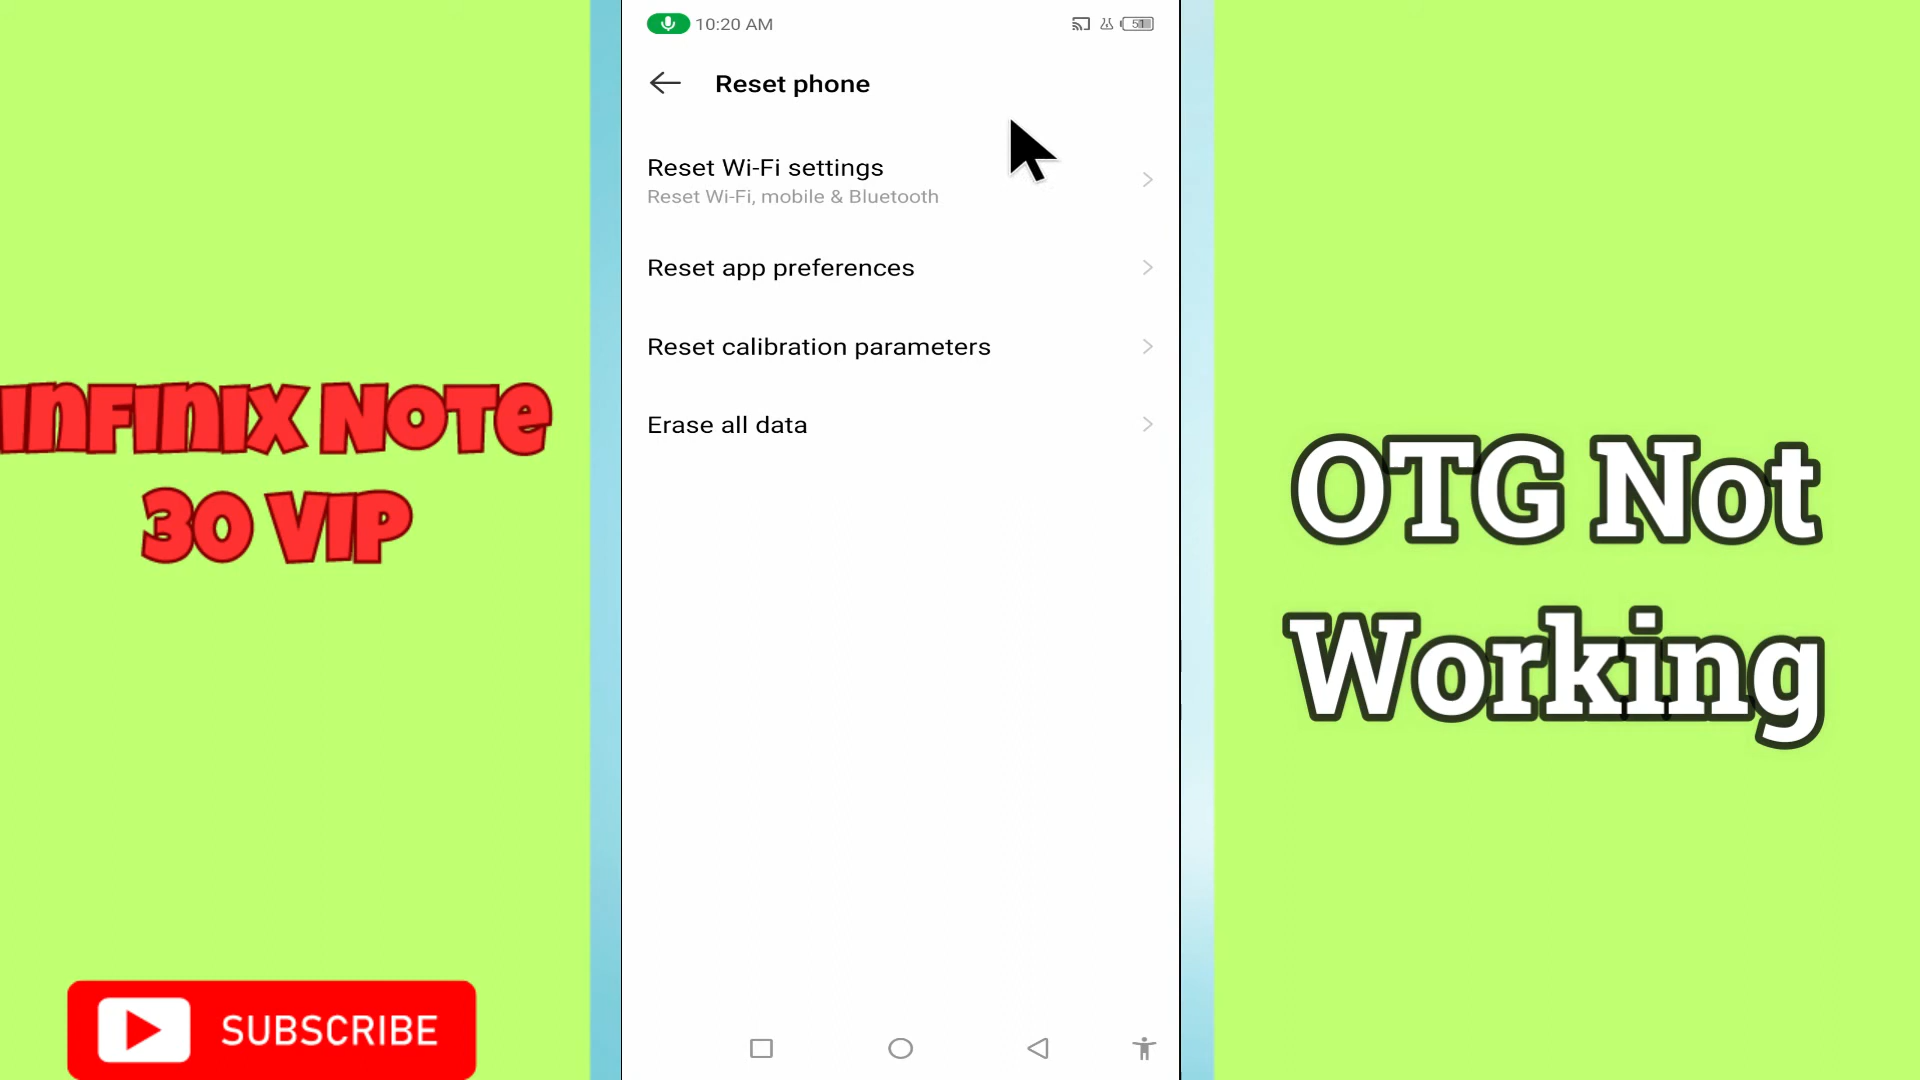 10:20 AM
51
Reset phone
Reset Wi-Fi settings
Reset Wi-Fi, mobile & Bluetooth
Reset app preferences
Reset calibration parameters
Erase all data
INFINIX NOTE
30 VIP
SUBSCRIBE
OTG Not
Working